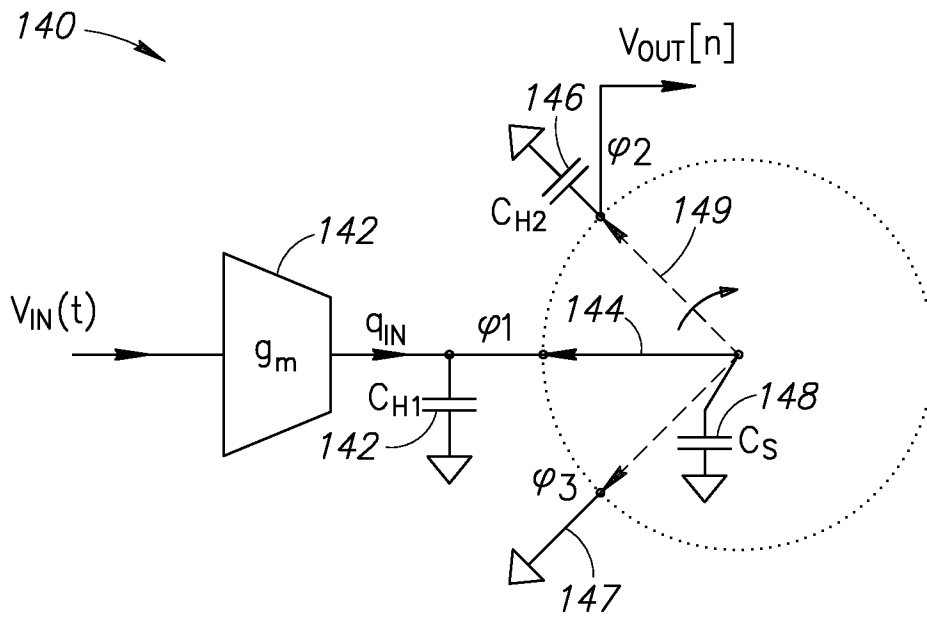 140
V_OUT[n]
146
φ2
C_H2
149
142
V_IN(t)
g_m
q_IN
φ1
144
C_H1
142
148
C_S
φ3
147